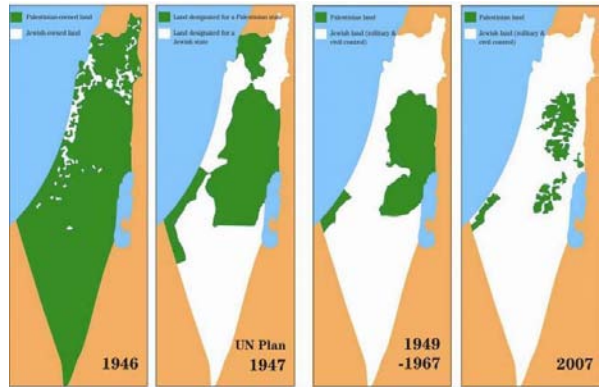 Palestinian-owned land
Jewish-owned land
1946
Land designated for a Palestinian state
Land designated for a
Jewish state
UN Plan
1947
Palestinian land
Jewish land (military &
civil control)
1949
-1967
Palestinian land
Jewish land (military &
civil control)
2007